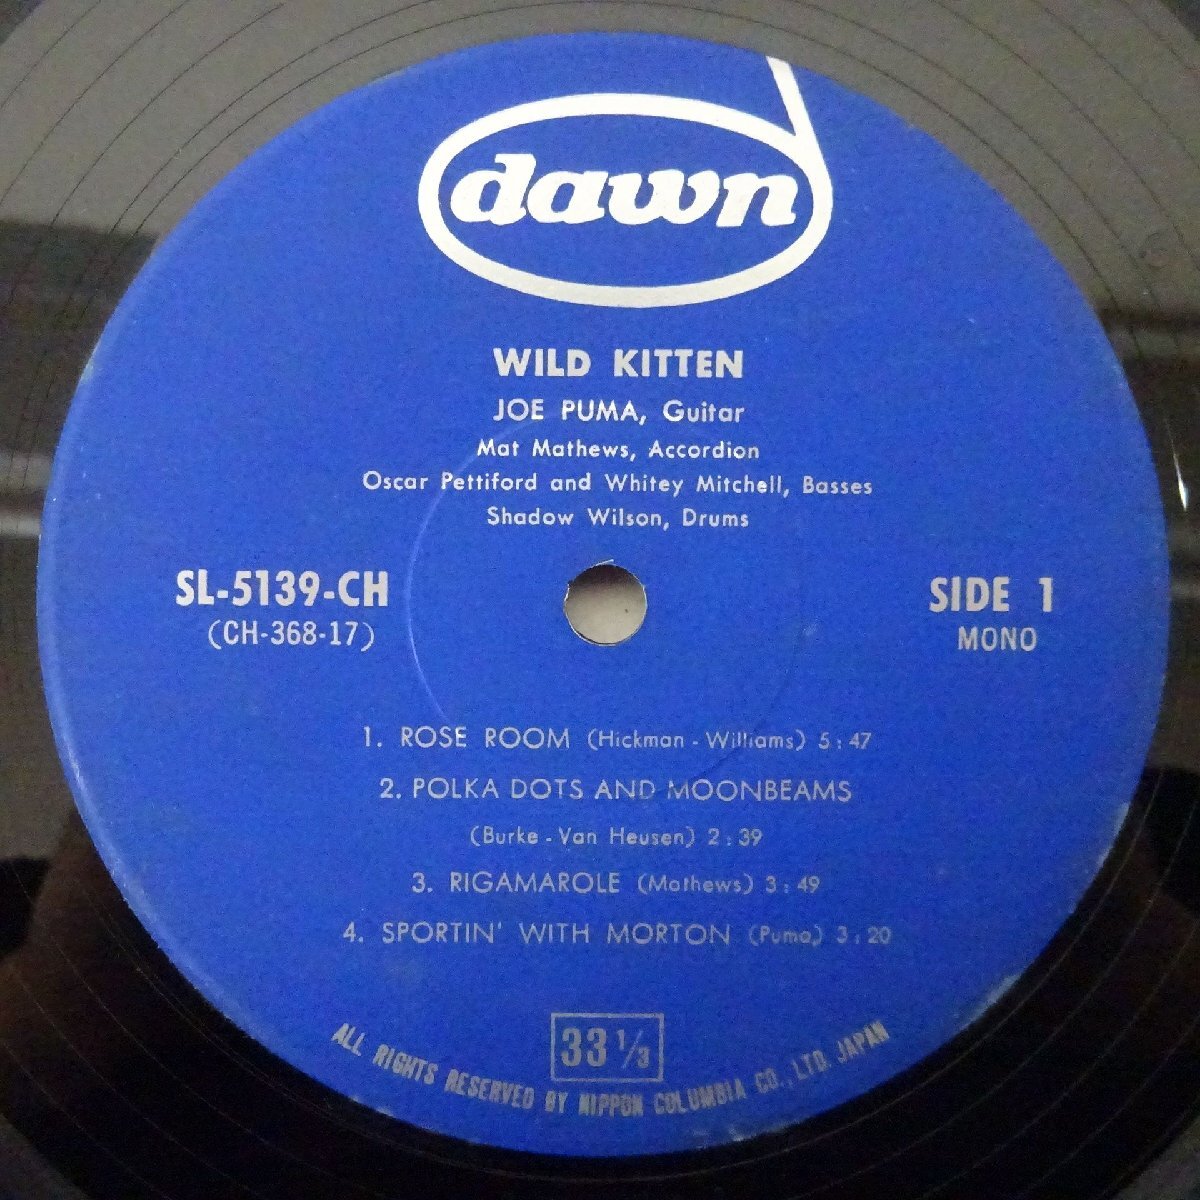 dawn
WILD KITTEN
JOE PUMA, Guitar
Mat Mathews, Accordion
Oscar Pettiford and Whitey Mitchell, Basses
Shadow Wilson, Drums
SL-5139-CH
(CH-368-17)
SIDE 1
MONO
1. ROSE ROOM (Hickman - Williams) 5:47
2. POLKA DOTS AND MOONBEAMS
(Burke - Van Heusen) 2:39
3. RIGAMAROLE (Mathews) 3:49
4. SPORTIN' WITH MORTON (Puma) 3:20
33 1/3
ALL RIGHTS RESERVED BY NIPPON COLUMBIA CO., LTD. JAPAN